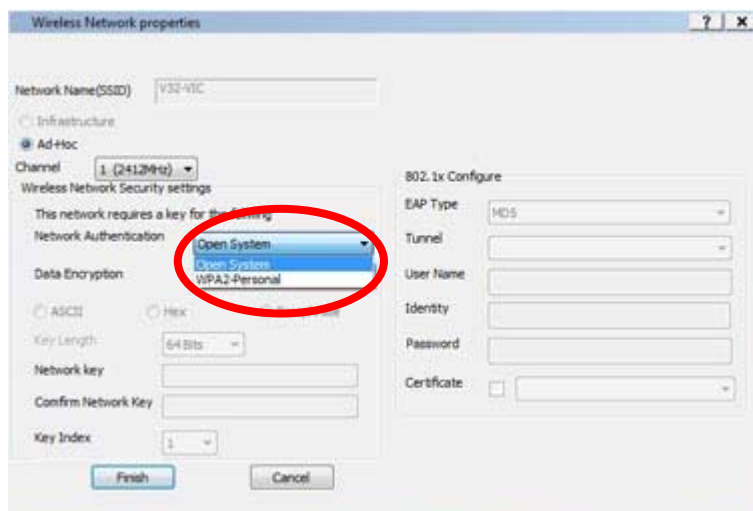 Wireless Network properties
? X
Network Name(SSID) V32-VIC
Infrastructure
Ad-Hoc
Channel 1 (2412MHz)
Wireless Network Security settings
This network requires a key for the following
Network Authentication Open System
Open System
WPA2-Personal
Data Encryption
ASCII Hex
Key Length 64 Bits
Network key
Comfirm Network Key
Key Index 1
Finish Cancel
802.1x Configure
EAP Type MD5
Tunnel
User Name
Identity
Password
Certificate